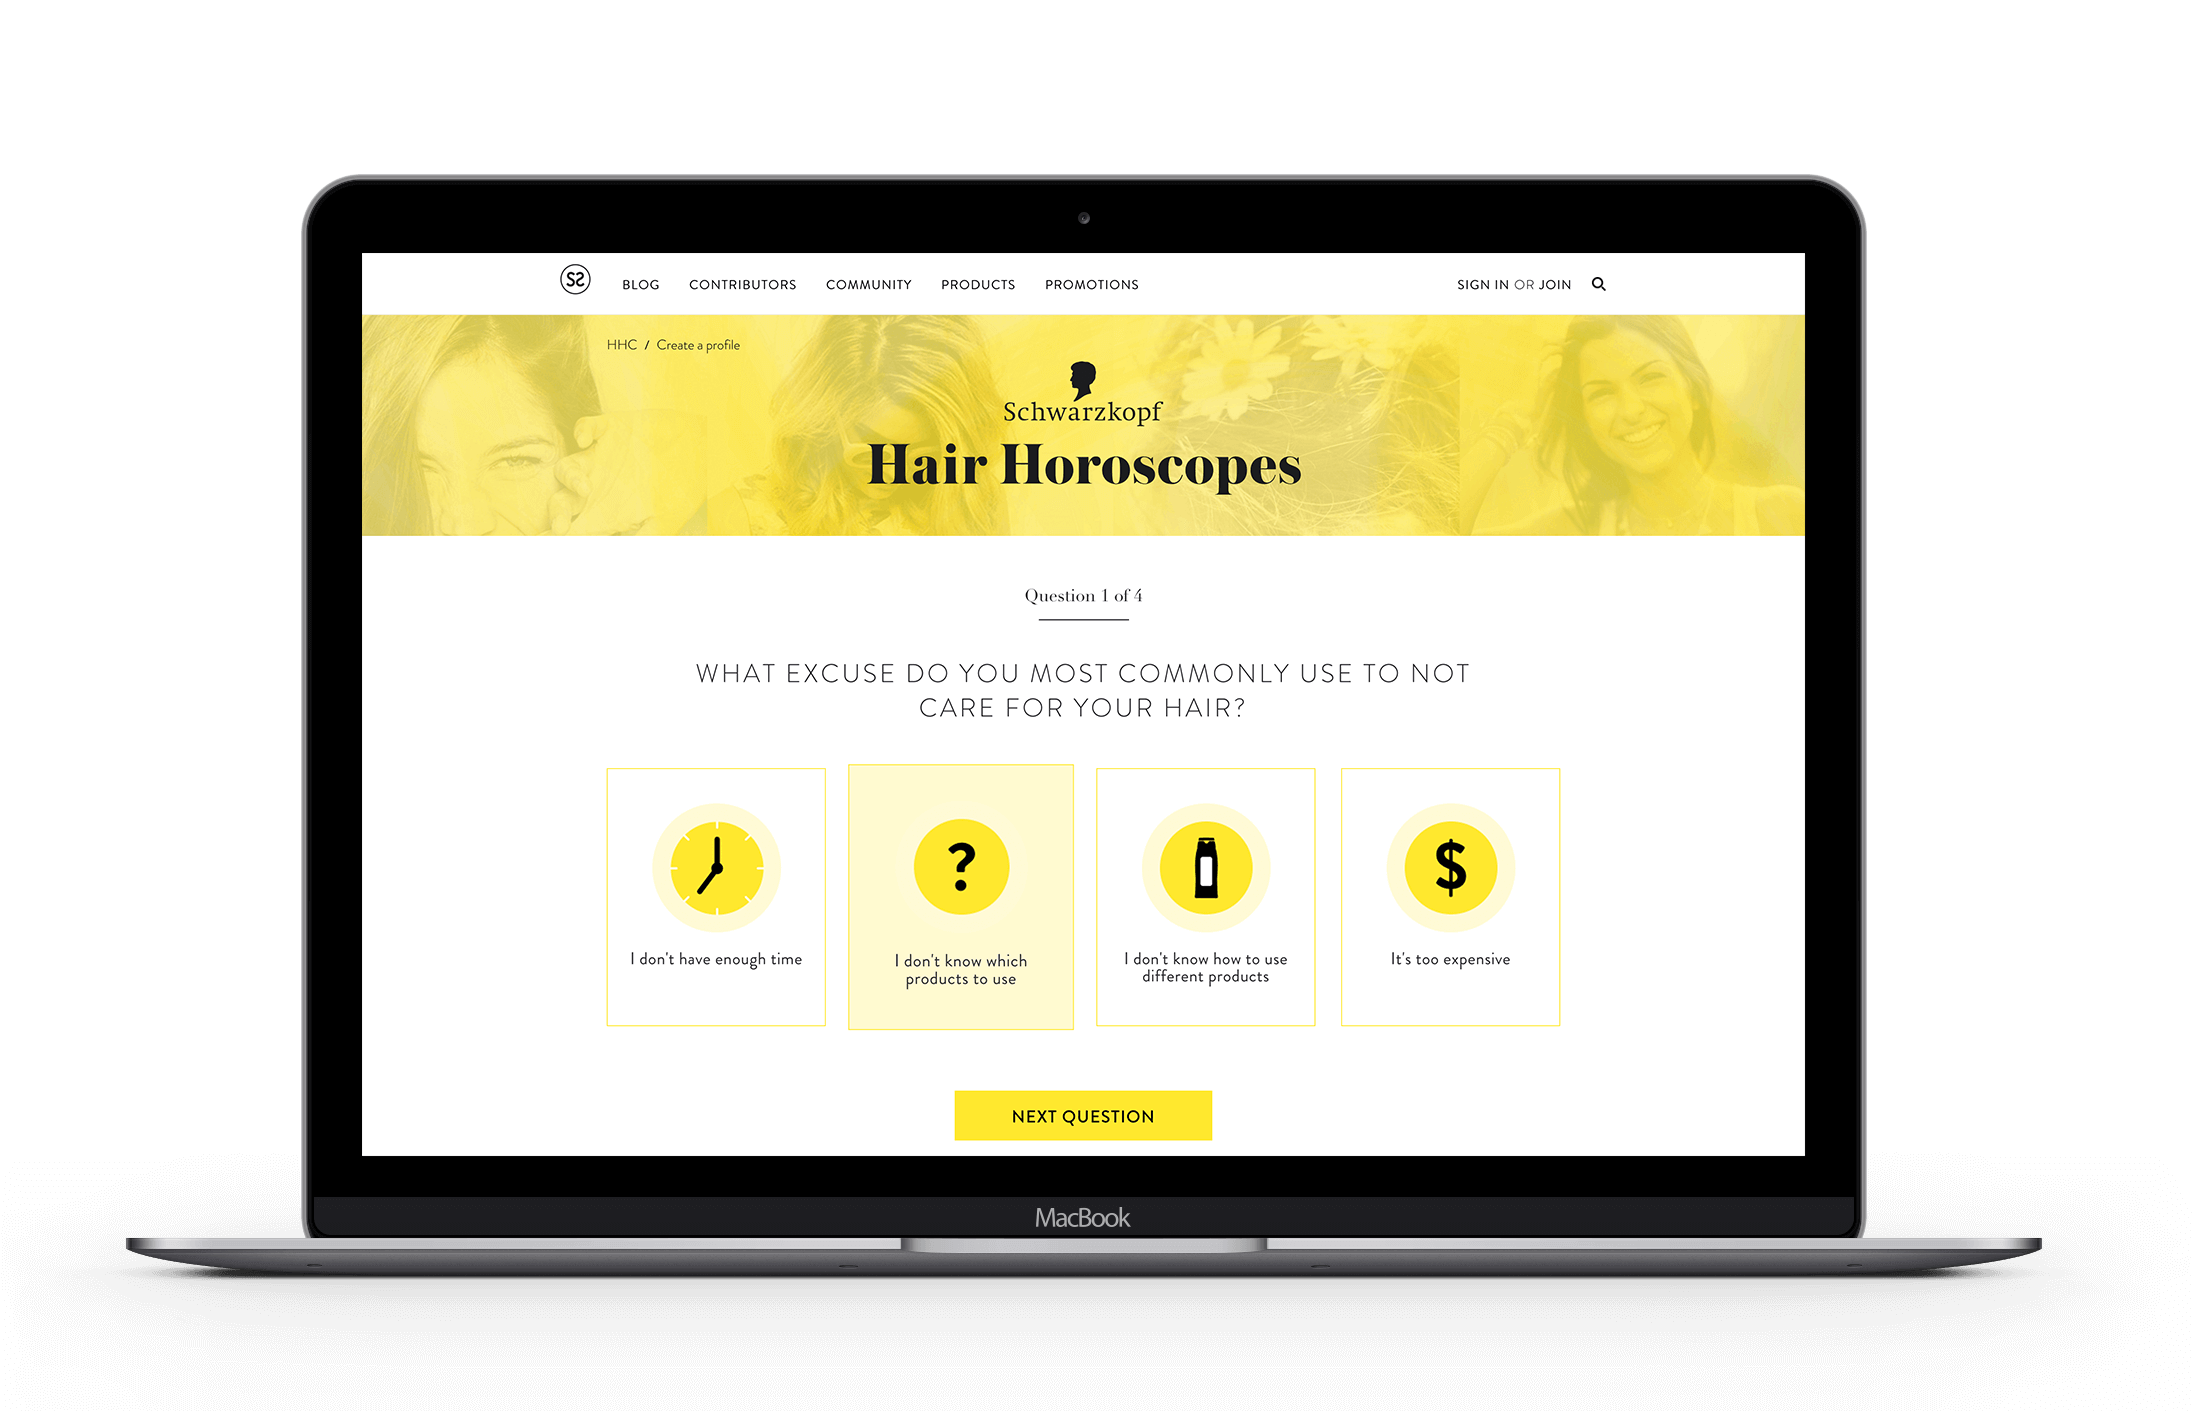 SS
BLOG CONTRIBUTORS COMMUNITY PRODUCTS PROMOTIONS SIGN IN OR JOIN
HHC / Create a profile
Schwarzkopf
Hair Horoscopes
Question 1 of 4
WHAT EXCUSE DO YOU MOST COMMONLY USE TO NOT
CARE FOR YOUR HAIR?
?
$
I don't have enough time
I don't know which
products to use
I don't know how to use
different products
It's too expensive
NEXT QUESTION
MacBook